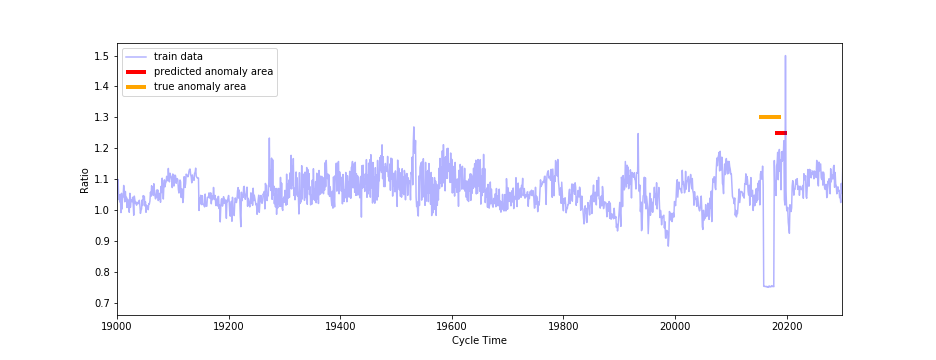 1.5
1.4
1.3
1.2
1.1
1.0
0.9
0.8
0.7
Ratio
train data
predicted anomaly area
true anomaly area
19000 19200 19400 19600 19800 20000 20200
Cycle Time